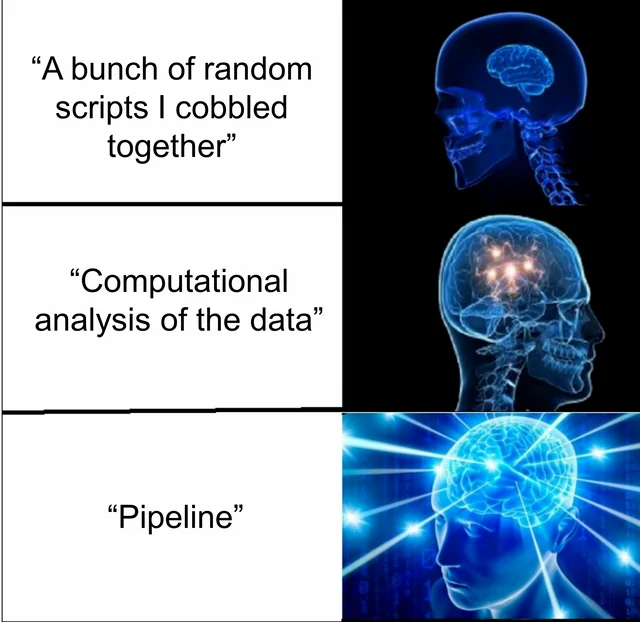 “A bunch of random
scripts I cobbled
together”
“Computational
analysis of the data”
“Pipeline”